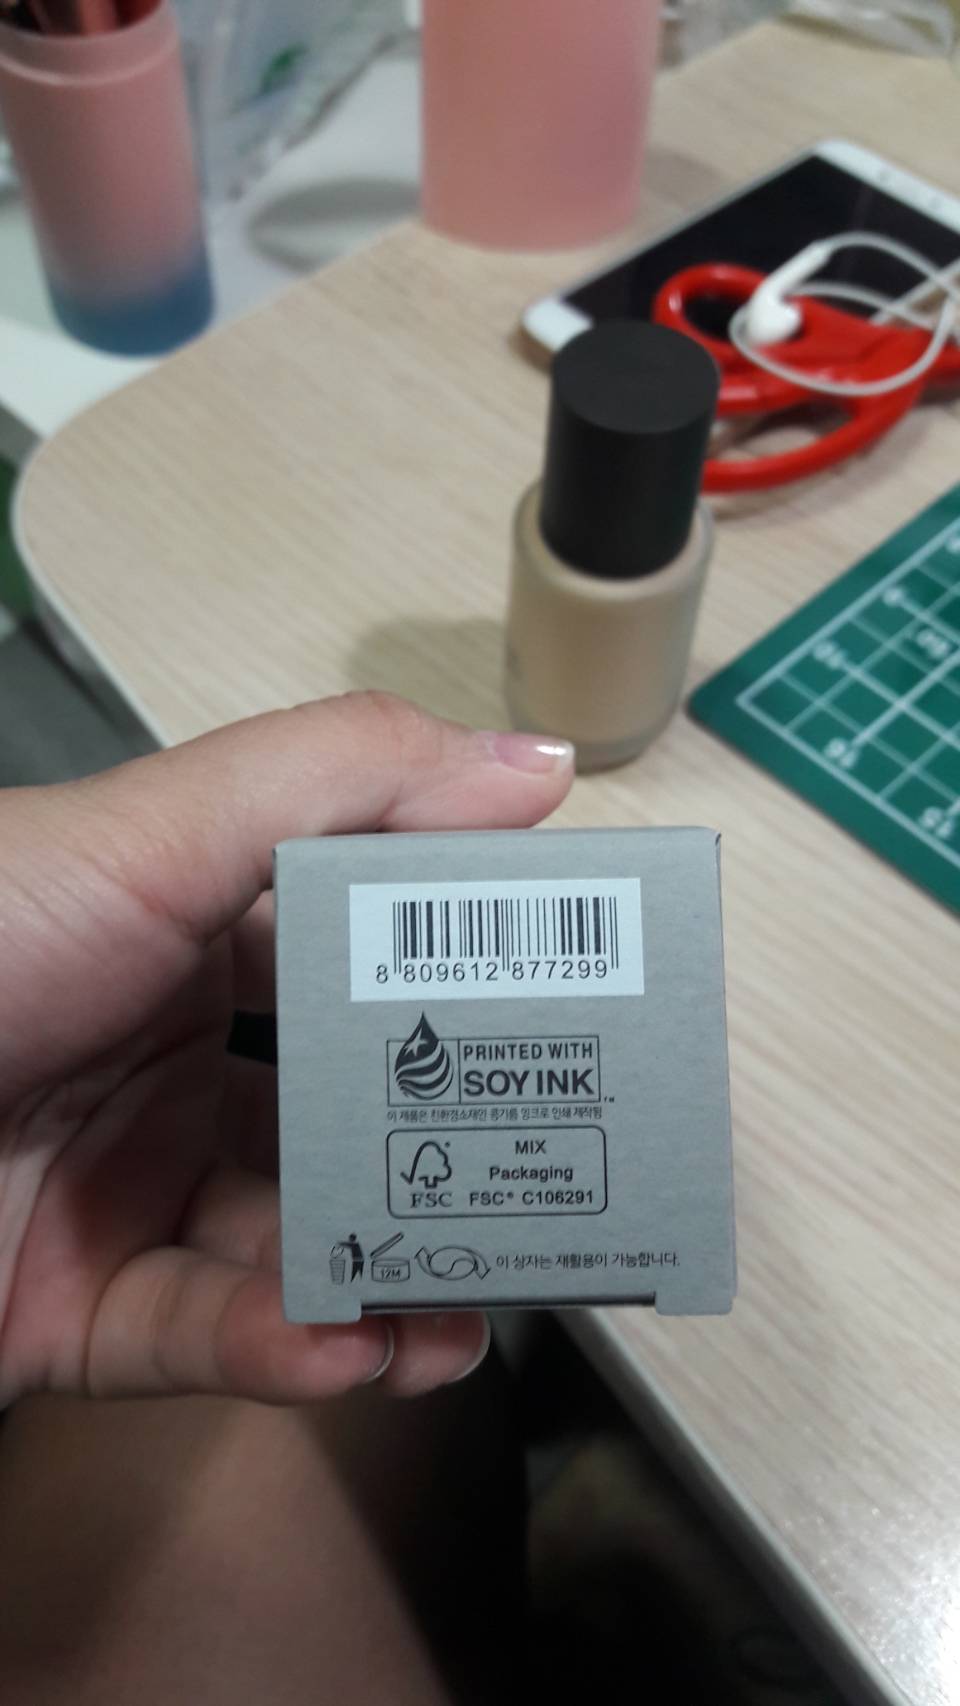 8 809612 877299
PRINTED WITH
SOY INK™
이 제품은 친환경소재인 콩기름 잉크로 인쇄 제작됨
MIX
Packaging
FSC FSC® C106291
12M
이 상자는 재활용이 가능합니다.